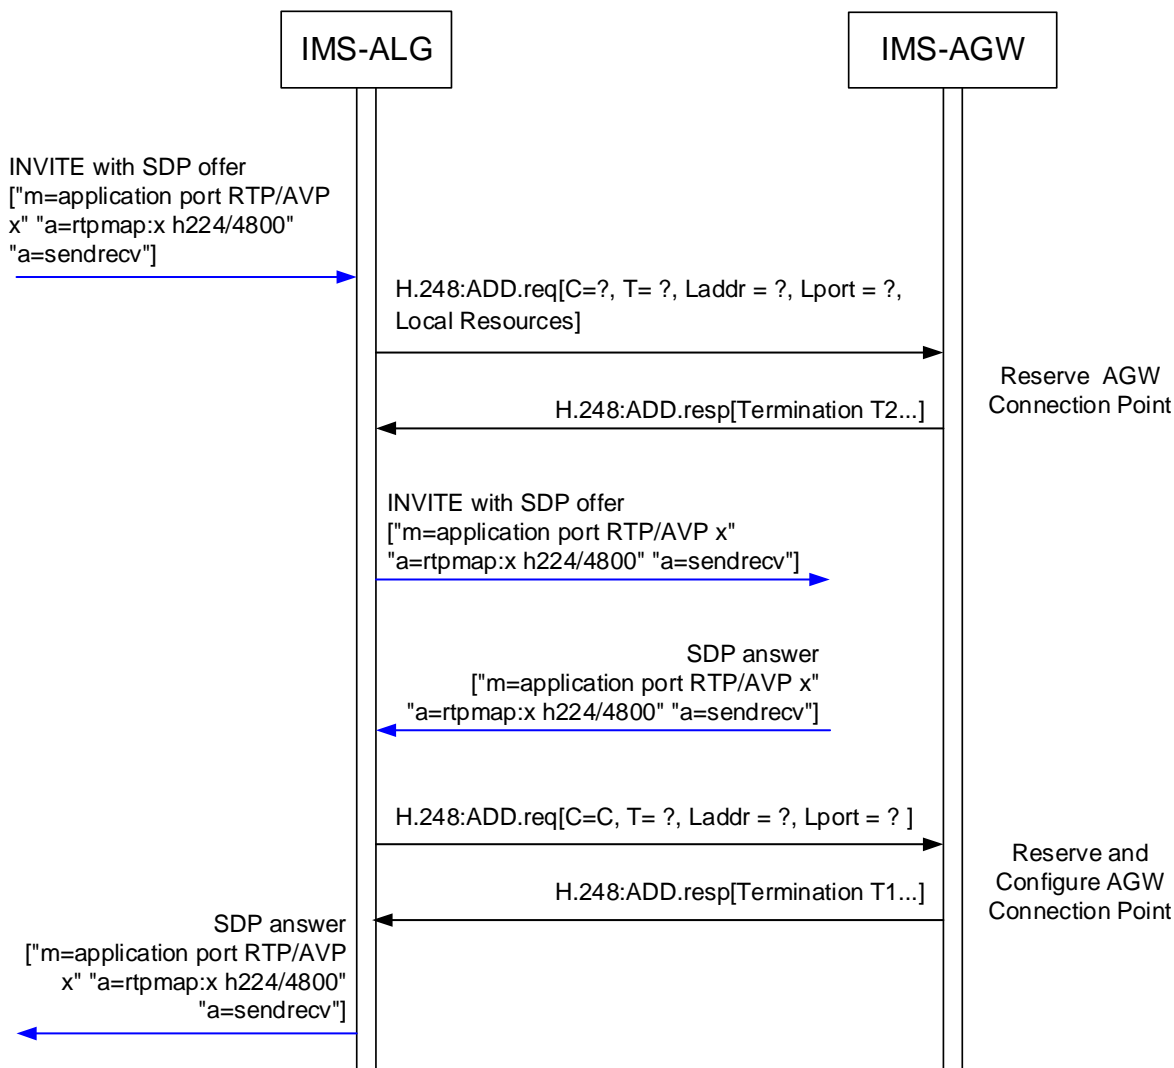 IMS-ALG
IMS-AGW
INVITE with SDP offer
["m=application port RTP/AVP
x" "a=rtpmap:x h224/4800"
"a=sendrecv"]
H.248:ADD.req[C=?, T= ?, Laddr = ?, Lport = ?,
Local Resources]
Reserve  AGW
Connection Point
H.248:ADD.resp[Termination T2...]
INVITE with SDP offer
["m=application port RTP/AVP x"
"a=rtpmap:x h224/4800" "a=sendrecv"]
SDP answer
["m=application port RTP/AVP x"
"a=rtpmap:x h224/4800" "a=sendrecv"]
H.248:ADD.req[C=C, T= ?, Laddr = ?, Lport = ? ]
Reserve and
Configure AGW
Connection Point
H.248:ADD.resp[Termination T1...]
SDP answer
["m=application port RTP/AVP
x" "a=rtpmap:x h224/4800"
"a=sendrecv"]